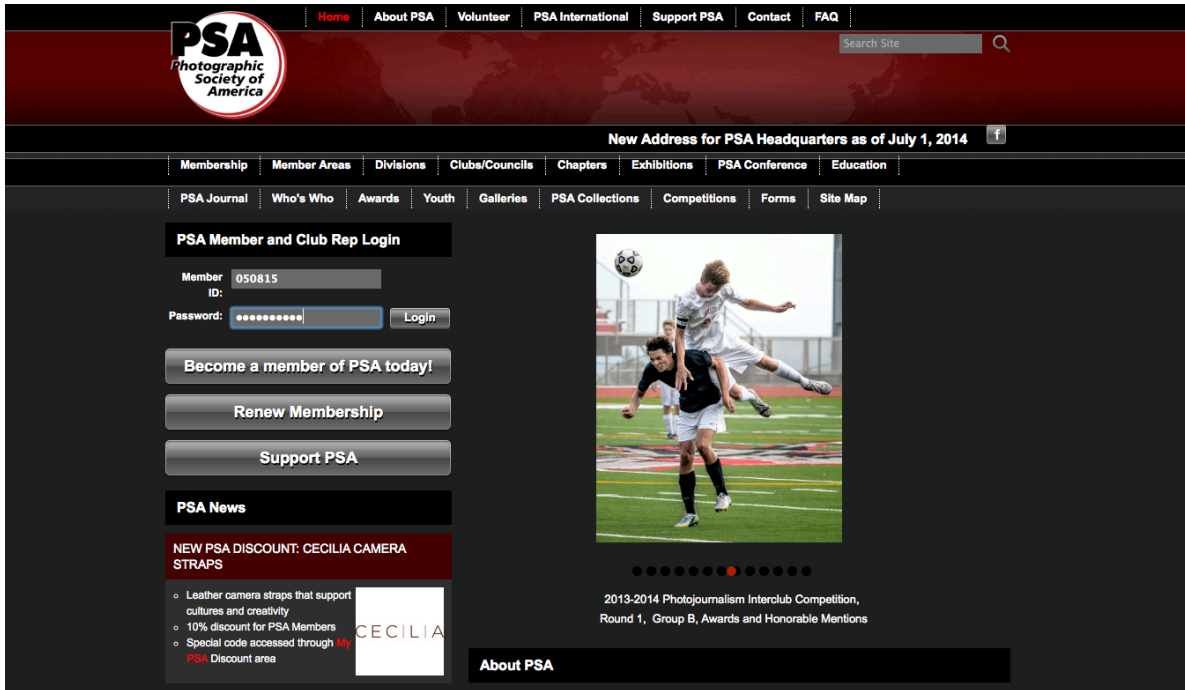 Home About PSA Volunteer PSA International Support PSA Contact FAQ
PSA
Photographic
Society of
America
Search Site
New Address for PSA Headquarters as of July 1, 2014
f
Membership Member Areas Divisions Clubs/Councils Chapters Exhibitions PSA Conference Education
PSA Journal Who's Who Awards Youth Galleries PSA Collections Competitions Forms Site Map
PSA Member and Club Rep Login
Member
ID:
050815
Password: ●●●●●●●●●● Login
Become a member of PSA today!
Renew Membership
Support PSA
PSA News
NEW PSA DISCOUNT: CECILIA CAMERA
STRAPS
Leather camera straps that support
cultures and creativity
10% discount for PSA Members
Special code accessed through My
PSA Discount area
CECILIA
2013-2014 Photojournalism Interclub Competition,
Round 1, Group B, Awards and Honorable Mentions
About PSA